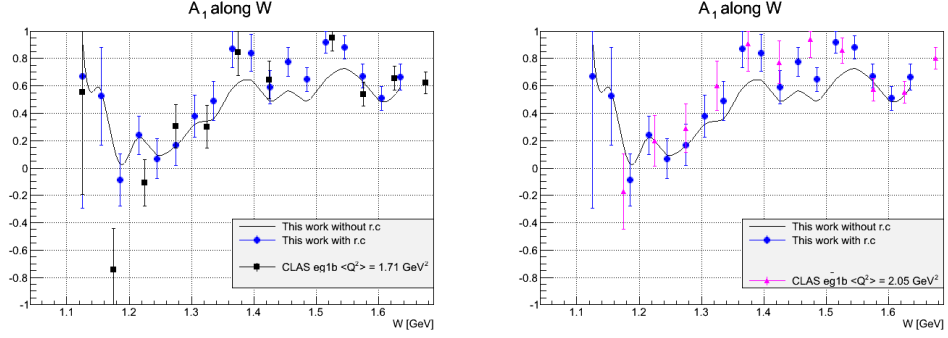 A₁ along W
1
0.8
0.6
0.4
0.2
0
-0.2
-0.4
-0.6
-0.8
-1
This work without r.c
This work with r.c
CLAS eg1b <Q²> = 1.71 GeV²
1.1 1.2 1.3 1.4 1.5 1.6
W [GeV]
A₁ along W
1
0.8
0.6
0.4
0.2
0
-0.2
-0.4
-0.6
-0.8
-1
This work without r.c
This work with r.c
CLAS eg1b <Q²> = 2.05 GeV²
1.1 1.2 1.3 1.4 1.5 1.6
W [GeV]